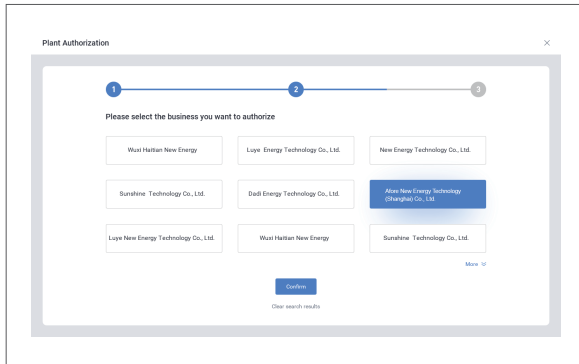 Plant Authorization
1 2 3
Please select the business you want to authorize
Wuxi Haitian New Energy
Luye Energy Technology Co., Ltd.
New Energy Technology Co., Ltd.
Sunshine Technology Co., Ltd.
Dadi Energy Technology Co., Ltd.
Afore New Energy Technology
(Shanghai) Co., Ltd.
Luye New Energy Technology Co., Ltd.
Wuxi Haitian New Energy
Sunshine Technology Co., Ltd.
More
Confirm
Clear search results